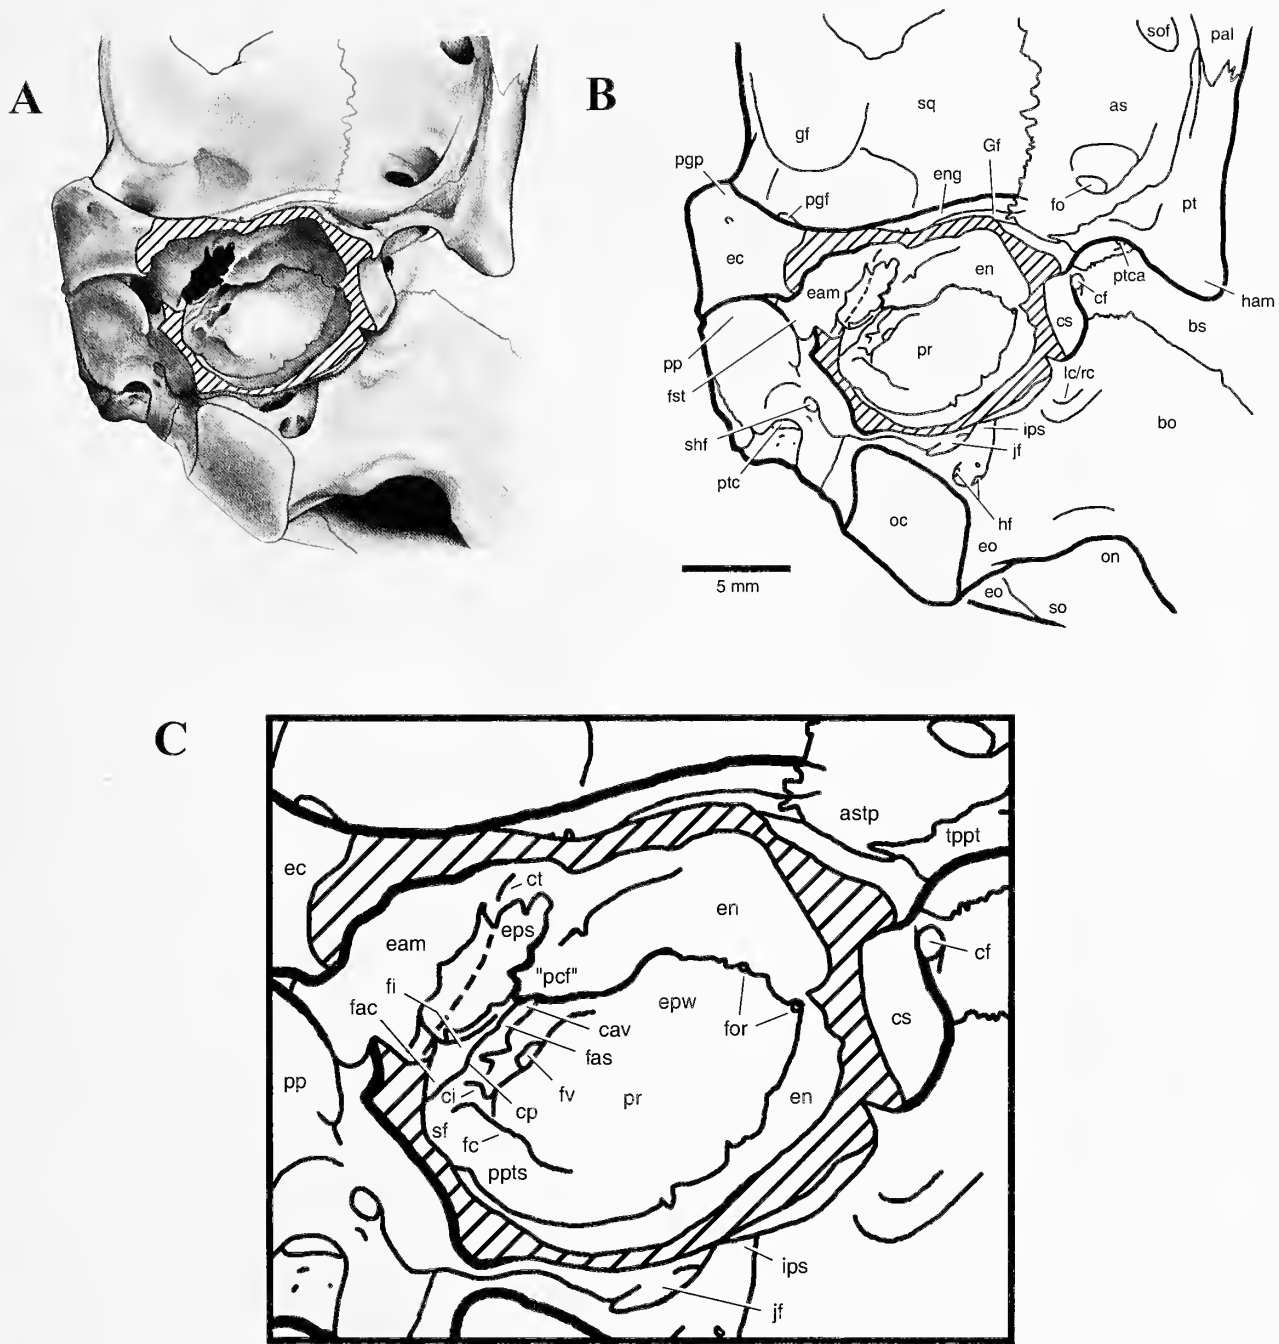 A
B
sof
pal
sq
as
gf
Gf
pgp
eng
pgf
fo
pt
ec
en
ptca
eam
cf
ham
cs
bs
pp
pr
fst
lc/rc
shf
ips
bo
jf
ptc
oc
hf
eo
on
5 mm
eo
so
C
astp
tppt
ec
ct
en
eps
eam
cf
"pcf"
fi
epw
fac
cav
for
cs
fas
pp
ci
fv
pr
en
cp
sf
fc
ppts
ips
jf